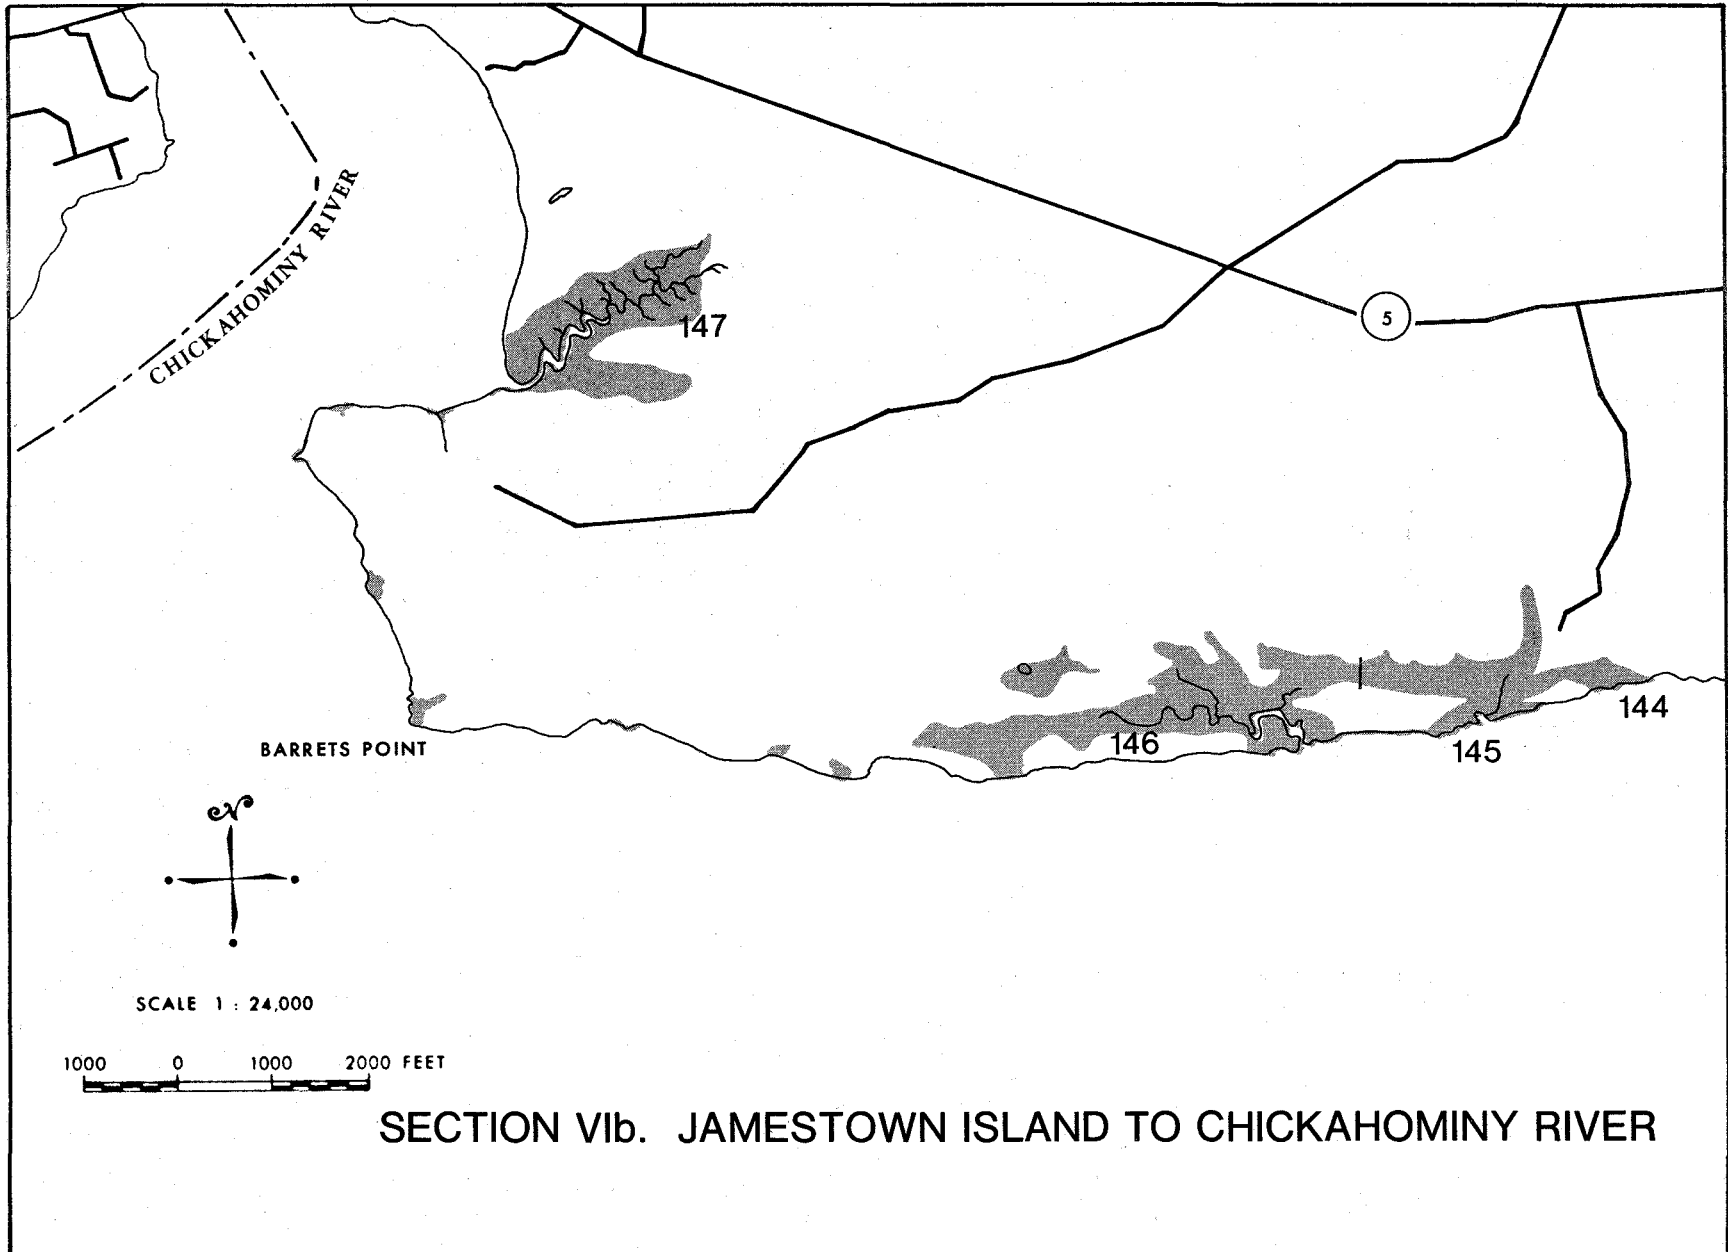 CHICKAHOMINY RIVER
147
5
146
145
144
BARRETS POINT
N
SCALE 1 : 24,000
1000 0 1000 2000 FEET
SECTION VIb. JAMESTOWN ISLAND TO CHICKAHOMINY RIVER